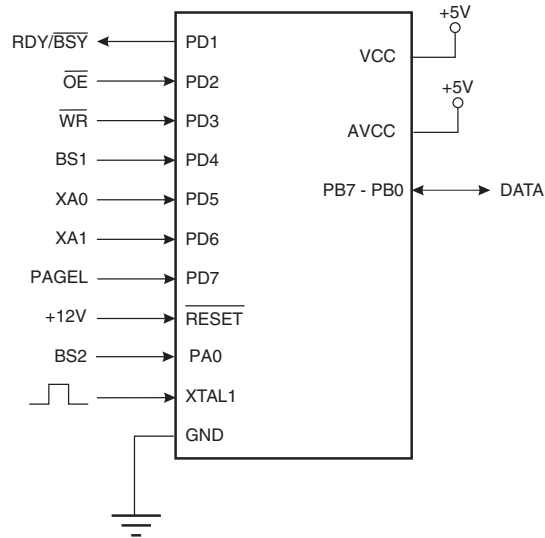 RDY/BSY PD1
OE PD2
WR PD3
BS1 PD4
XA0 PD5
XA1 PD6
PAGEL PD7
+12V RESET
BS2 PA0
XTAL1
GND
+5V
VCC
+5V
AVCC
PB7 - PB0 DATA